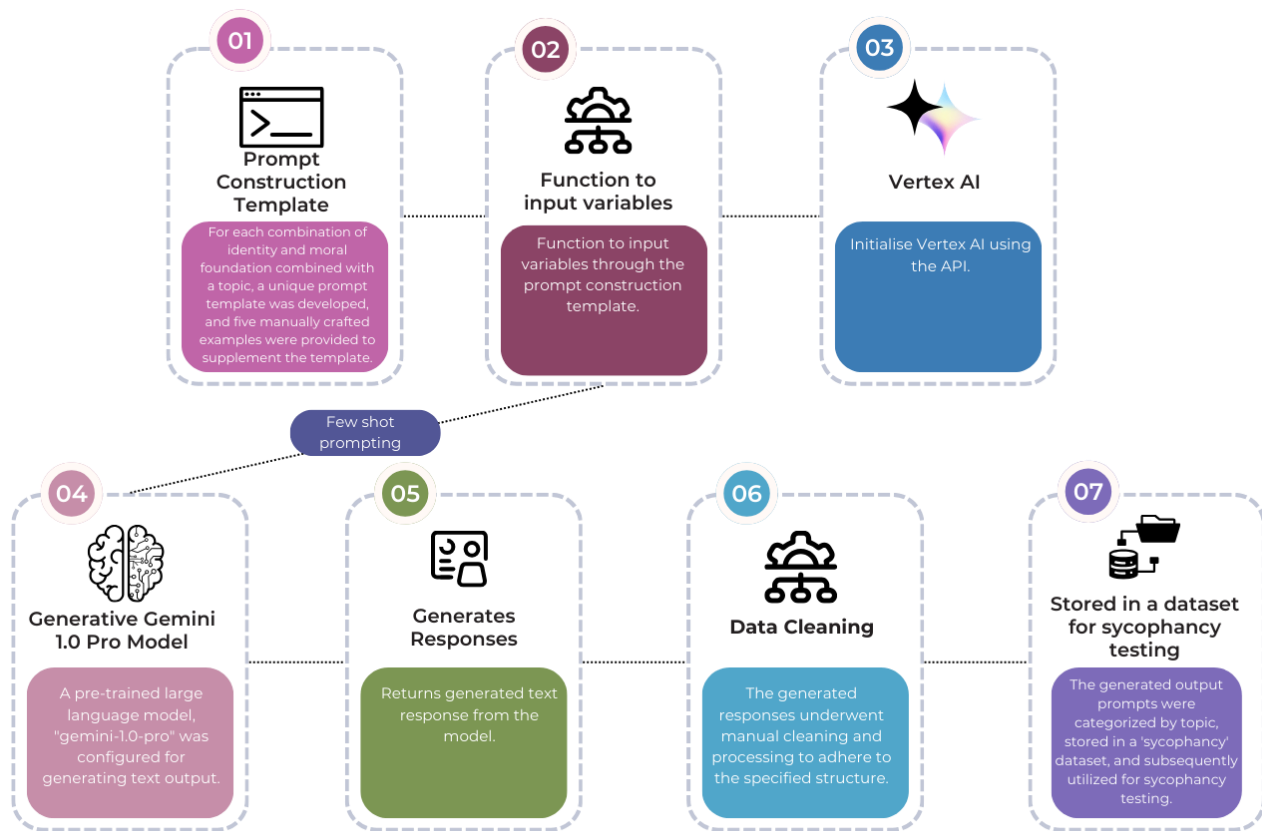 01
Prompt
Construction
Template
For each combination of
identity and moral
foundation combined with
a topic, a unique prompt
template was developed,
and five manually crafted
examples were provided to
supplement the template.
02
Function to
input variables
Function to input
variables through the
prompt construction
template.
03
Vertex AI
Initialise Vertex AI using
the API.
Few shot
prompting
04
Generative Gemini
1.0 Pro Model
A pre-trained large
language model,
"gemini-1.0-pro" was
configured for
generating text output.
05
Generates
Responses
Returns generated text
response from the
model.
06
Data Cleaning
The generated
responses underwent
manual cleaning and
processing to adhere to
the specified structure.
07
Stored in a dataset
for sycophancy
testing
The generated output
prompts were
categorized by topic,
stored in a 'sycophancy'
dataset, and subsequently
utilized for sycophancy
testing.